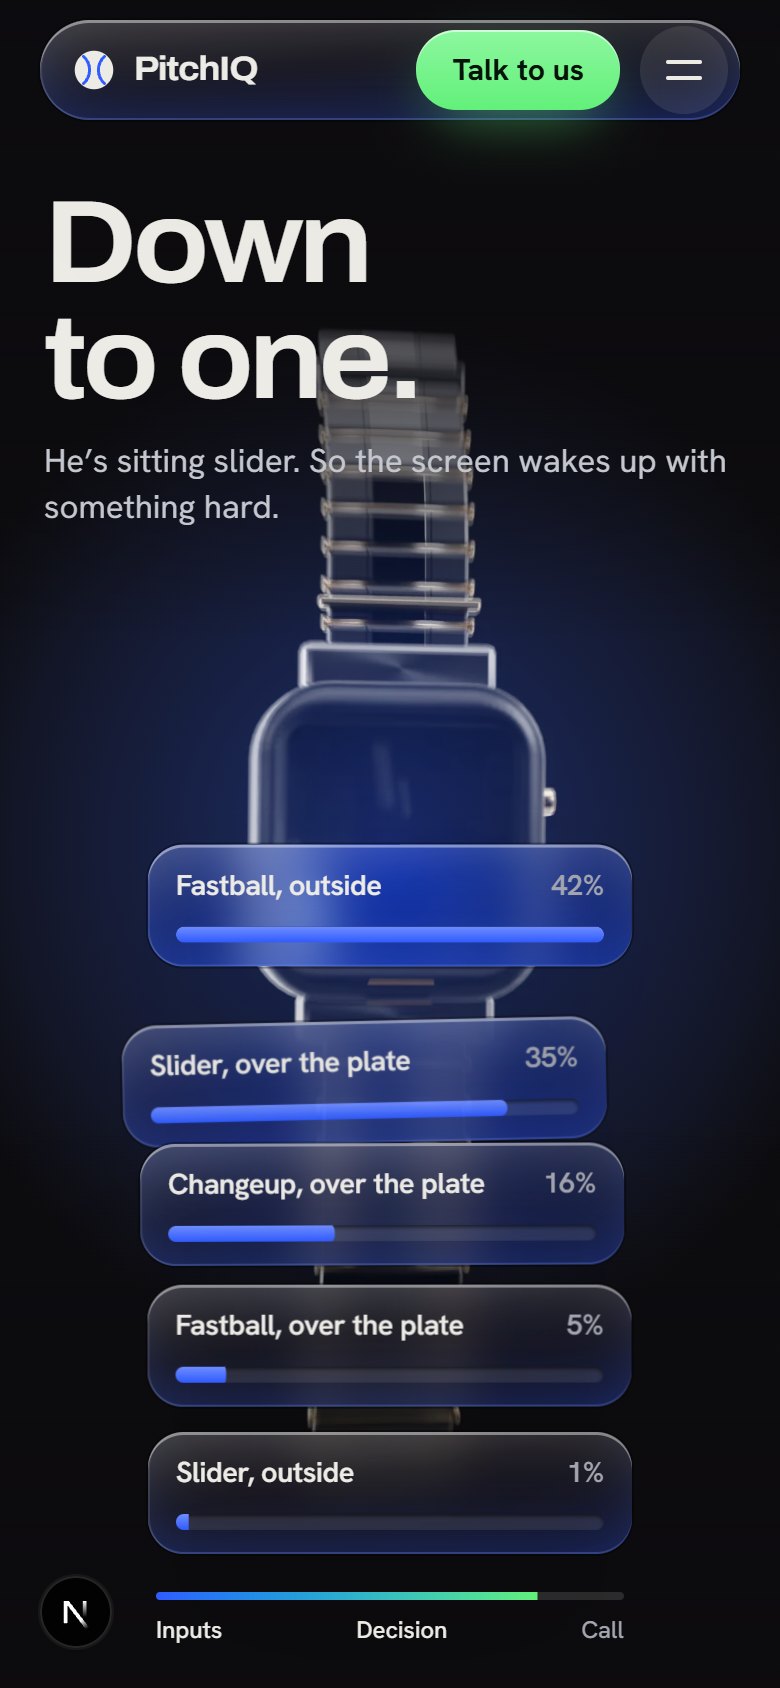 PitchIQ
Talk to us
Down
to one.
He’s sitting slider. So the screen wakes up with
something hard.
Fastball, outside 42%
Slider, over the plate 35%
Changeup, over the plate 16%
Fastball, over the plate 5%
Slider, outside 1%
N
Inputs Decision Call